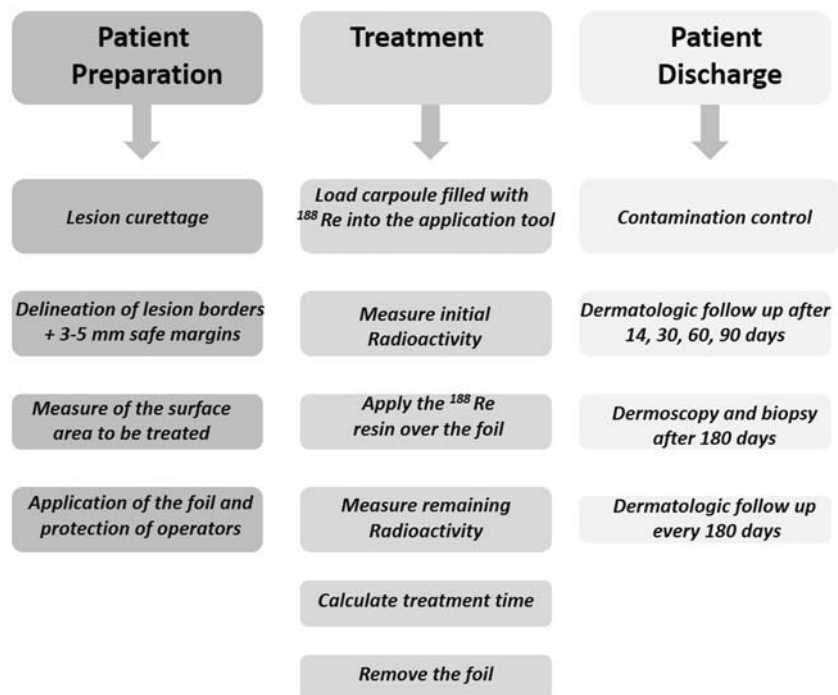 Patient
Preparation
Lesion curettage
Delineation of lesion borders
+ 3-5 mm safe margins
Measure of the surface
area to be treated
Application of the foil and
protection of operators
Treatment
Load carpoule filled with
¹⁸⁸Re into the application tool
Measure initial
Radioactivity
Apply the ¹⁸⁸Re
resin over the foil
Measure remaining
Radioactivity
Calculate treatment time
Remove the foil
Patient
Discharge
Contamination control
Dermatologic follow up after
14, 30, 60, 90 days
Dermoscopy and biopsy
after 180 days
Dermatologic follow up
every 180 days